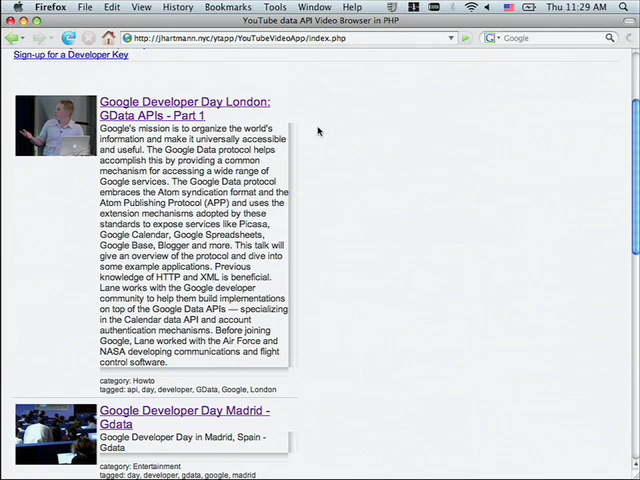 Firefox File Edit View History Bookmarks Tools Window Help Thu 11:29 AM
YouTube data API Video Browser in PHP
http://jhartmann.nyc/ytapp/YouTubeVideoApp/index.php
Google
Sign-up for a Developer Key
Google Developer Day London:
GData APIs - Part 1
Google's mission is to organize the world's
information and make it universally accessible
and useful. The Google Data protocol helps
accomplish this by providing a common
mechanism for accessing a wide range of
Google services. The Google Data protocol
embraces the Atom syndication format and the
Atom Publishing Protocol (APP) and uses the
extension mechanisms adopted by these
standards to expose services like Picasa,
Google Calendar, Google Spreadsheets,
Google Base, Blogger and more. This talk will
give an overview of the protocol and dive into
some example applications. Previous
knowledge of HTTP and XML is beneficial.
Lane works with the Google developer
community to help them build implementations
on top of the Google Data APIs — specializing
in the Calendar data API and account
authentication mechanisms. Before joining
Google, Lane worked with the Air Force and
NASA developing communications and flight
control software.
category: Howto
tagged: api, day, developer, GData, Google, London
Google Developer Day Madrid -
Gdata
Google Developer Day in Madrid, Spain -
Gdata
category: Entertainment
tagged: day, developer, gdata, google, madrid